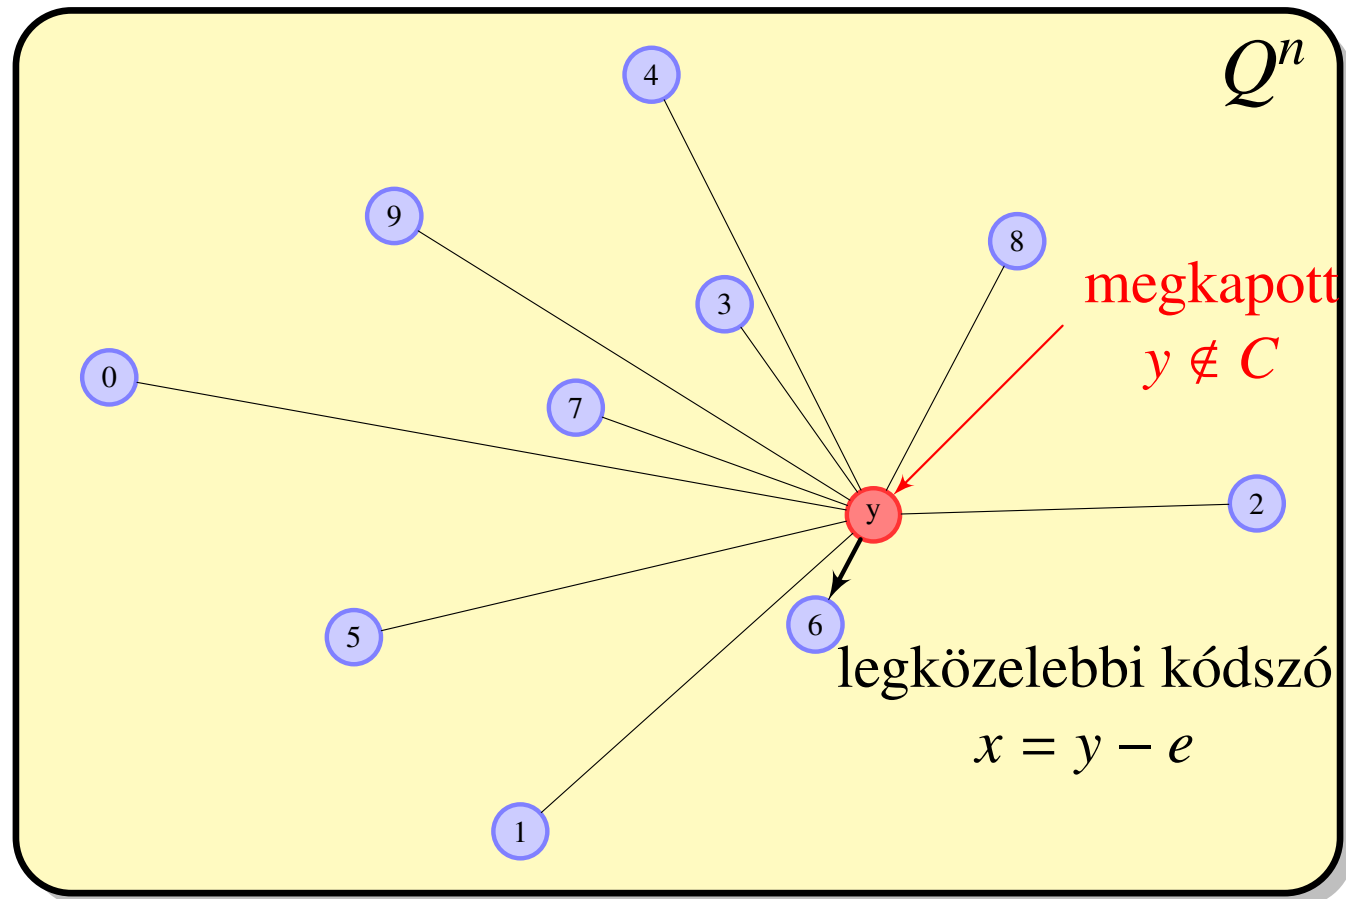 Qⁿ
4
9
8
megkapott
3
y ∉ C
0
7
2
y
6
5
legközelebbi kódszó
x = y − e
1